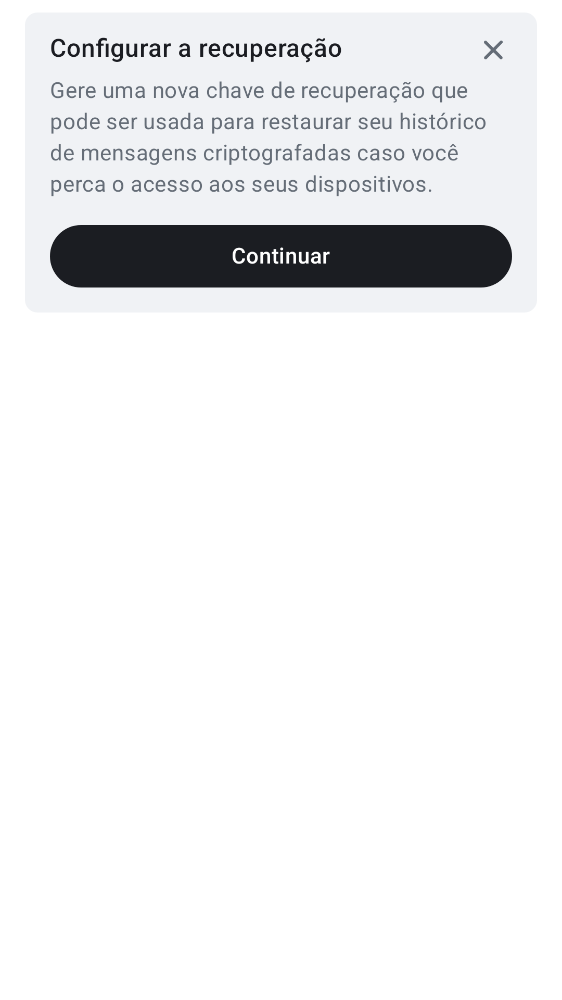 Configurar a recuperação
Gere uma nova chave de recuperação que
pode ser usada para restaurar seu histórico
de mensagens criptografadas caso você
perca o acesso aos seus dispositivos.
Continuar